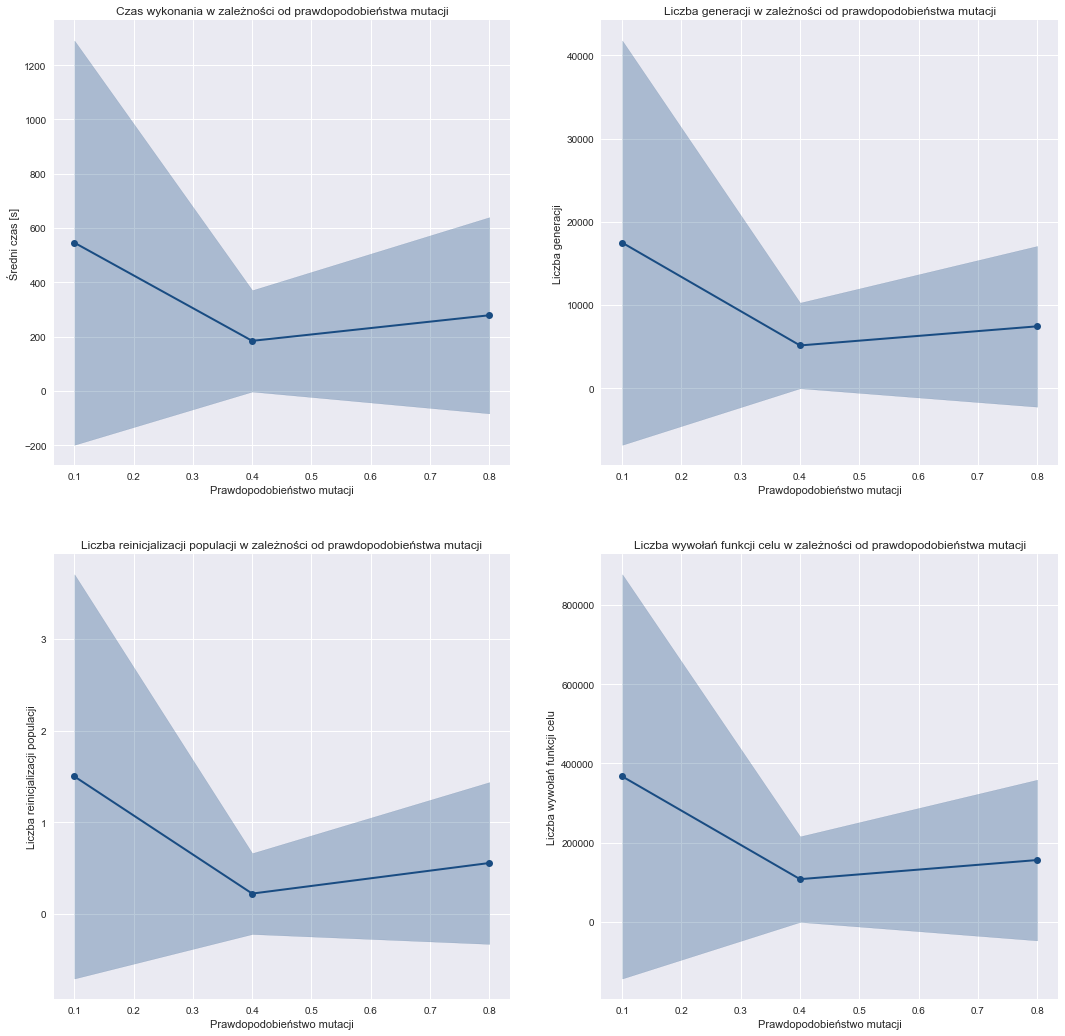 Czas wykonania w zależności od prawdopodobieństwa mutacji
Średni czas [s]
1200
1000
800
600
400
200
0
−200
0.1 0.2 0.3 0.4 0.5 0.6 0.7 0.8
Prawdopodobieństwo mutacji
Liczba generacji w zależności od prawdopodobieństwa mutacji
Liczba generacji
40000
30000
20000
10000
0
0.1 0.2 0.3 0.4 0.5 0.6 0.7 0.8
Prawdopodobieństwo mutacji
Liczba reinicjalizacji populacji w zależności od prawdopodobieństwa mutacji
Liczba reinicjalizacji populacji
3
2
1
0
0.1 0.2 0.3 0.4 0.5 0.6 0.7 0.8
Prawdopodobieństwo mutacji
Liczba wywołań funkcji celu w zależności od prawdopodobieństwa mutacji
Liczba wywołań funkcji celu
800000
600000
400000
200000
0
0.1 0.2 0.3 0.4 0.5 0.6 0.7 0.8
Prawdopodobieństwo mutacji